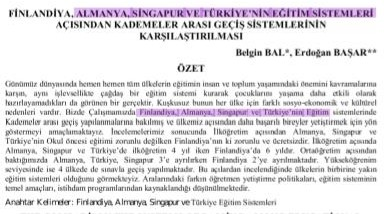 FİNLANDİYA, ALMANYA, SINGAPUR VE TÜRKİYE'NİN EĞİTİM SİSTEMLERİ
AÇISINDAN KADEMELER ARASI GEÇİŞ SİSTEMLERİNİN
KARŞILAŞTIRILMASI
Belgin BAL*, Erdoğan BAŞAR**
ÖZET
Günümüz dünyasında hemen hemen tüm ülkelerin eğitimin insan ve toplum yaşamındaki önemini kavramalarına
karşın, aynı işlevsellikte çağdaş bir eğitim sistemi kurarak çocuklarını yaşama daha etkili olarak
hazırlayamadıkları da görünen bir gerçektir. Kuşkusuz bunun her ülke için farklı sosyo-ekonomik ve kültürel
nedenleri vardır. Bizde Çalışmamızda Finlandiya, Almanya, Singapur ve Türkiye'nin Eğitim sistemlerinde
Kademeler arası geçiş yapılanmalarına bakılmış ve ülkemiz açısından daha başarılı bireyler yetiştirmek için yön
göstermeyi amaçlamaktayız. İncelemelerimiz sonucunda İlköğretim açısından Almanya, Singapur ve
Türkiye'nin Okul öncesi eğitimi zorunlu değilken Finlandiya'nın ki zorunlu ve ücretsizdir. İlköğretim açısında
Almanya, Singapur ve Türkiye'de ilköğretim 4 yıl iken Finlandiya'da 6 yıldır. Ortaöğretim açısından
baktığımızda Almanya, Türkiye, Singapur 3'e ayrılırken Finlandiya 2'ye ayrılmaktadır. Yükseköğrenim
seviyesinde ise 4 ülkede de sınavla geçiş yapılmaktadır. Bu açılardan incelendiğinde ülkelerin birbirine yakın
eğitim sistemleri olduğunu görmekteyiz. Aralarındaki farkın öğretmen yetiştirme politikaları, eğitim sisteminin
temel amaçları, istihdam programlarından kaynaklandığı düşünülmektedir.
Anahtar Kelimeler: Finlandiya, Almanya, Singapur ve Türkiye Eğitim Sistemleri